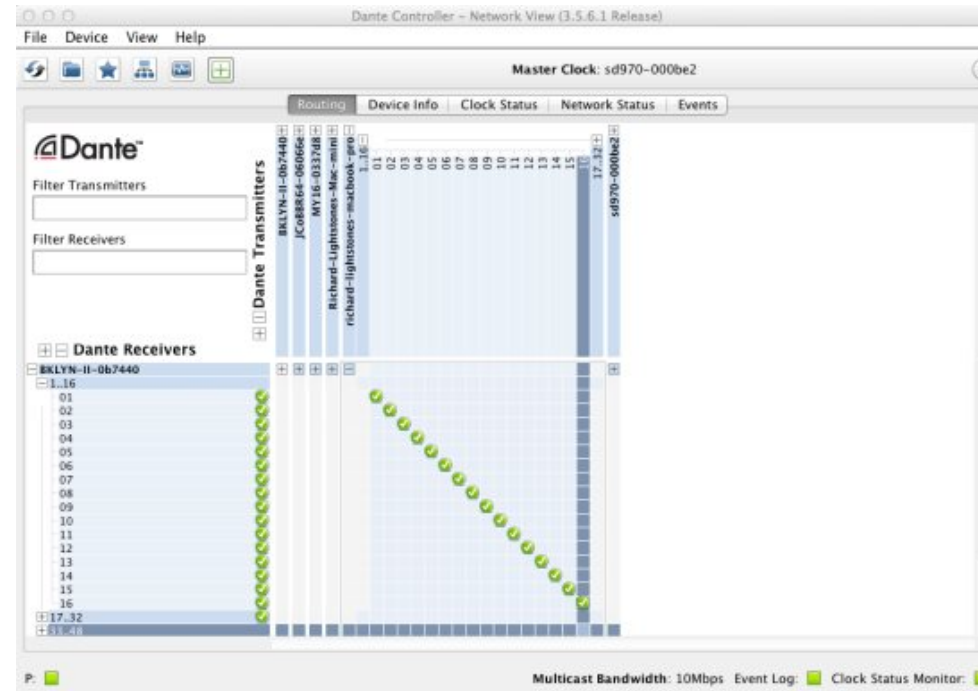 Dante Controller - Network View (3.5.6.1 Release)
File Device View Help
Master Clock: sd970-000be2
Routing Device Info Clock Status Network Status Events
Dante™
Filter Transmitters
Filter Receivers
Dante Transmitters
BKLYN-II-0b7440
JCoBBR64-06066e
MY16-0337d8
Richard-Lightstones-Mac-mini
richard-lightstones-macbook-pro
1..16
01 02 03 04 05 06 07 08 09 10 11 12 13 14 15
17..32
sd970-000be2
Dante Receivers
BKLYN-II-0b7440
1..16
01
02
03
04
05
06
07
08
09
10
11
12
13
14
15
16
17..32
33..48
P:
Multicast Bandwidth: 10Mbps Event Log: Clock Status Monitor: